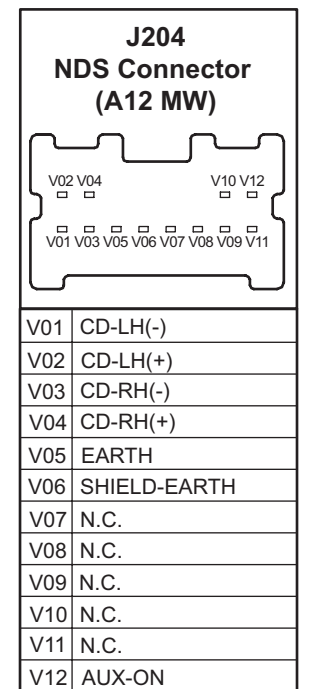 J204
NDS Connector
(A12 MW)
V02 V04 V10 V12
V01 V03 V05 V06 V07 V08 V09 V11
V01 CD-LH(-)
V02 CD-LH(+)
V03 CD-RH(-)
V04 CD-RH(+)
V05 EARTH
V06 SHIELD-EARTH
V07 N.C.
V08 N.C.
V09 N.C.
V10 N.C.
V11 N.C.
V12 AUX-ON